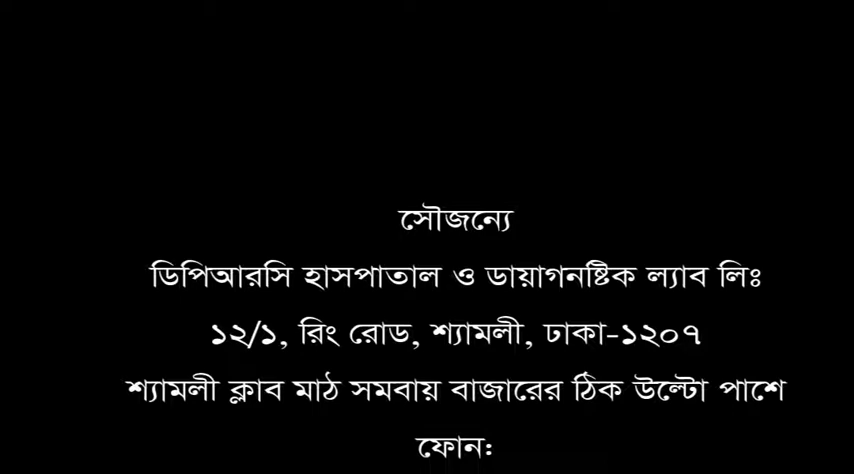 সৌজন্যে
ডিপিআরসি হাসপাতাল ও ডায়াগনষ্টিক ল্যাব লিঃ
১২/১, রিং রোড, শ্যামলী, ঢাকা-১২০৭
শ্যামলী ক্লাব মাঠ সমবায় বাজারের ঠিক উল্টো পাশে
ফোন: